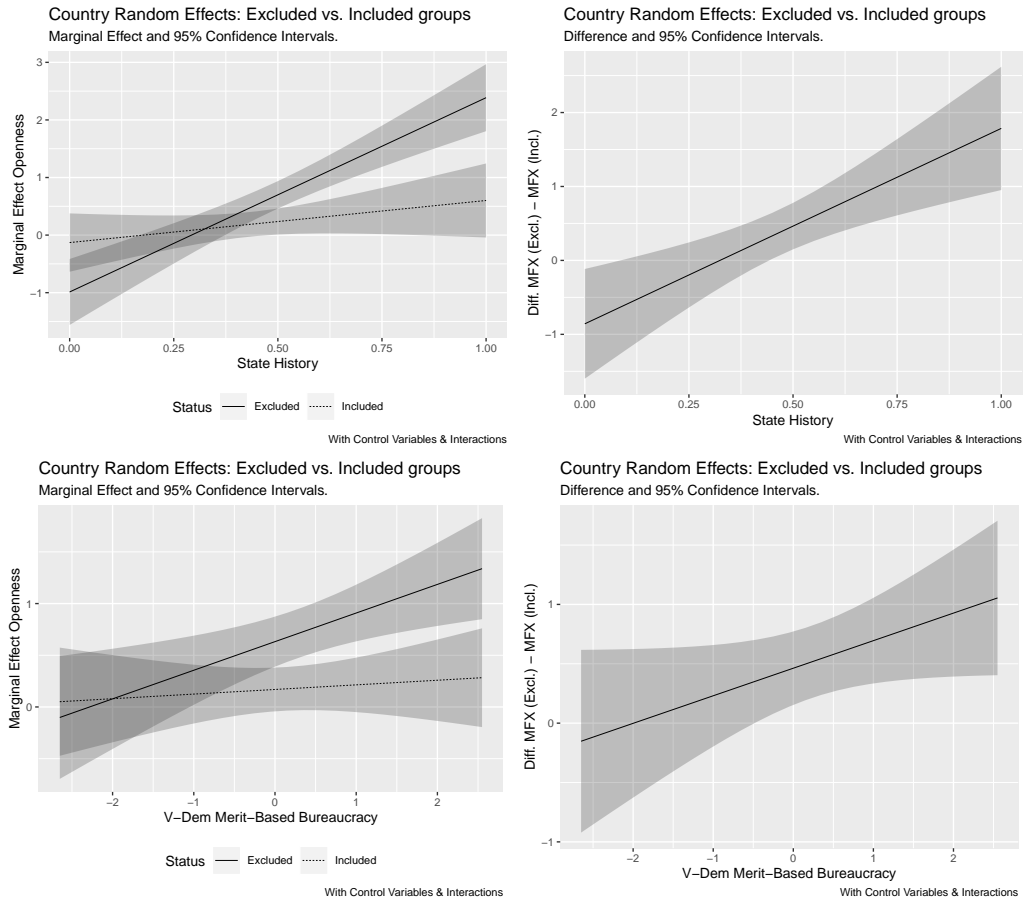 Country Random Effects: Excluded vs. Included groups
Marginal Effect and 95% Confidence Intervals.
Marginal Effect Openness
3
2
1
0
−1
0.00 0.25 0.50 0.75 1.00
State History
Status Excluded Included
With Control Variables & Interactions
Country Random Effects: Excluded vs. Included groups
Difference and 95% Confidence Intervals.
Diff. MFX (Excl.) − MFX (Incl.)
2
1
0
−1
0.00 0.25 0.50 0.75 1.00
State History
With Control Variables & Interactions
Country Random Effects: Excluded vs. Included groups
Marginal Effect and 95% Confidence Intervals.
Marginal Effect Openness
1
0
−2 −1 0 1 2
V−Dem Merit−Based Bureaucracy
Status Excluded Included
With Control Variables & Interactions
Country Random Effects: Excluded vs. Included groups
Difference and 95% Confidence Intervals.
Diff. MFX (Excl.) − MFX (Incl.)
1
0
−1
−2 −1 0 1 2
V−Dem Merit−Based Bureaucracy
With Control Variables & Interactions